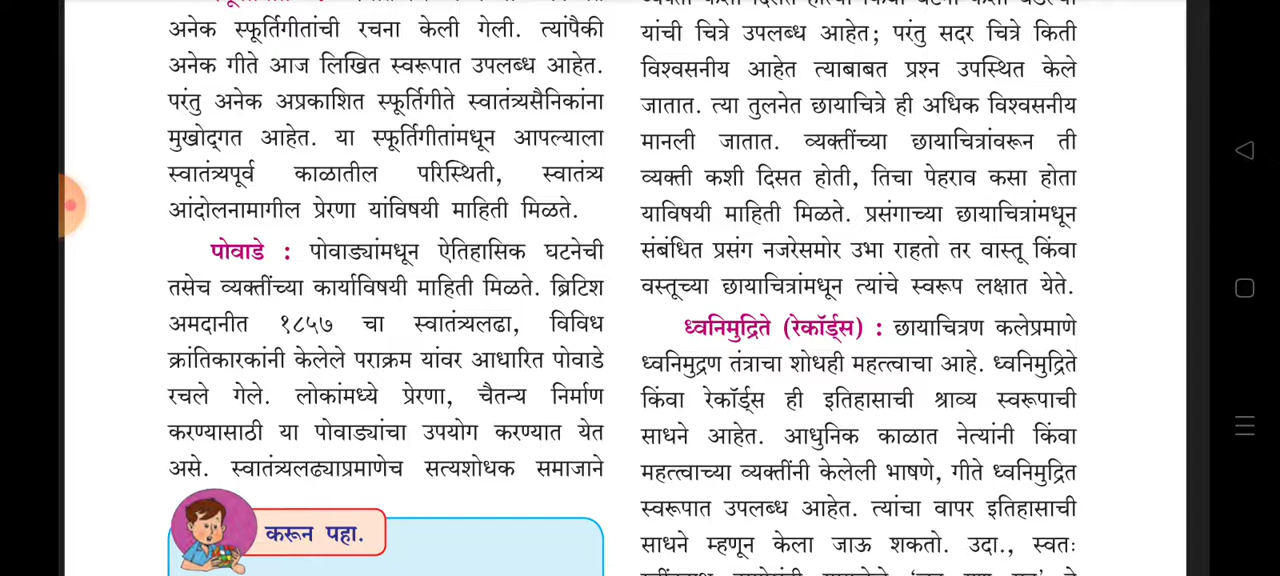 अनेक स्फूर्तिगीतांची रचना केली गेली. त्यांपैकी
अनेक गीते आज लिखित स्वरूपात उपलब्ध आहेत.
परंतु अनेक अप्रकाशित स्फूर्तिगीते स्वातंत्र्यसैनिकांना
मुखोद्‌गत आहेत. या स्फूर्तिगीतांमधून आपल्याला
स्वातंत्र्यपूर्व काळातील परिस्थिती, स्वातंत्र्य
आंदोलनामागील प्रेरणा यांविषयी माहिती मिळते.
पोवाडे : पोवाड्यांमधून ऐतिहासिक घटनेची
तसेच व्यक्तींच्या कार्याविषयी माहिती मिळते. ब्रिटिश
अमदानीत १८५७ चा स्वातंत्र्यलढा, विविध
क्रांतिकारकांनी केलेले पराक्रम यांवर आधारित पोवाडे
रचले गेले. लोकांमध्ये प्रेरणा, चैतन्य निर्माण
करण्यासाठी या पोवाड्यांचा उपयोग करण्यात येत
असे. स्वातंत्र्यलढ्याप्रमाणेच सत्यशोधक समाजाने
करून पहा.
यांची चित्रे उपलब्ध आहेत; परंतु सदर चित्रे किती
विश्वसनीय आहेत त्याबाबत प्रश्न उपस्थित केले
जातात. त्या तुलनेत छायाचित्रे ही अधिक विश्वसनीय
मानली जातात. व्यक्तींच्या छायाचित्रांवरून ती
व्यक्ती कशी दिसत होती, तिचा पेहराव कसा होता
याविषयी माहिती मिळते. प्रसंगाच्या छायाचित्रांमधून
संबंधित प्रसंग नजरेसमोर उभा राहतो तर वास्तू किंवा
वस्तूच्या छायाचित्रांमधून त्यांचे स्वरूप लक्षात येते.
ध्वनिमुद्रिते (रेकॉर्ड्‌स) : छायाचित्रण कलेप्रमाणे
ध्वनिमुद्रण तंत्राचा शोधही महत्त्वाचा आहे. ध्वनिमुद्रिते
किंवा रेकॉर्ड्‌स ही इतिहासाची श्राव्य स्वरूपाची
साधने आहेत. आधुनिक काळात नेत्यांनी किंवा
महत्त्वाच्या व्यक्तींनी केलेली भाषणे, गीते ध्वनिमुद्रित
स्वरूपात उपलब्ध आहेत. त्यांचा वापर इतिहासाची
साधने म्हणून केला जाऊ शकतो. उदा., स्वतः